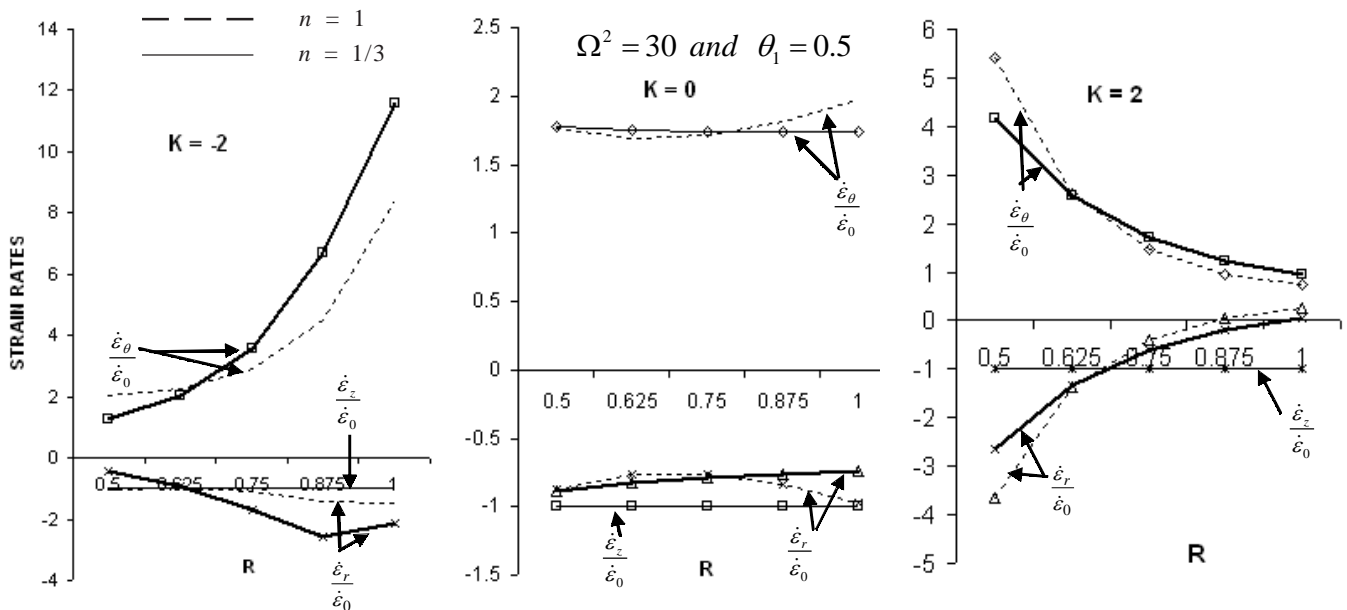 n = 1
n = 1/3
Ω² = 30 and θ₁ = 0.5
STRAIN RATES
14
12
10
8
6
4
2
0
-2
-4
K = -2
ε̇θ/ε̇0
ε̇z/ε̇0
0.5 0.625 0.75 0.875 1
ε̇r/ε̇0
R
2.5
2
1.5
1
0.5
0
-0.5
-1
-1.5
K = 0
ε̇θ/ε̇0
0.5 0.625 0.75 0.875 1
ε̇z/ε̇0
ε̇r/ε̇0
R
6
5
4
3
2
1
0
-1
-2
-3
-4
-5
K = 2
ε̇θ/ε̇0
0,5 0.625 0.75 0.875 1
ε̇z/ε̇0
ε̇r/ε̇0
R